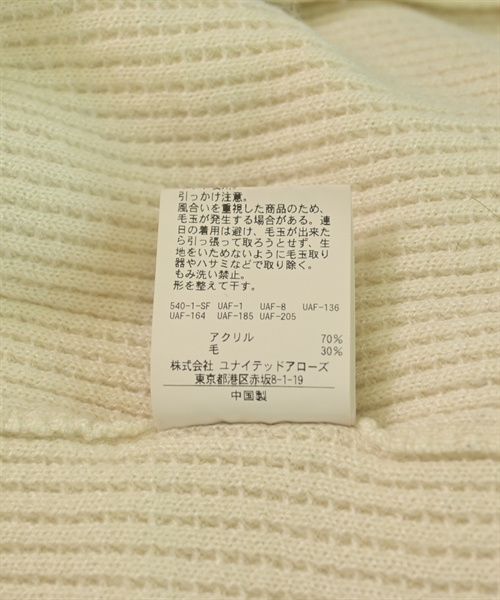 引っかけ注意。
風合いを重視した商品のため、
毛玉が発生する場合がある。連
日の着用は避け、毛玉が出来た
ら引っ張って取ろうとせず、生
地をいためないように毛玉取り
器やハサミなどで取り除く。
もみ洗い禁止。
形を整えて干す。
540-1-SF UAF-1 UAF-8 UAF-136
UAF-164 UAF-185 UAF-205
アクリル 70%
毛 30%
株式会社 ユナイテッドアローズ
東京都港区赤坂8-1-19
中国製